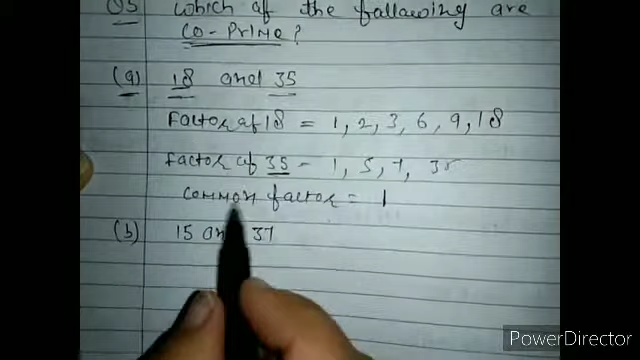 Q5 Which of the following are
CO-PRIME?
(a) 18 and 35
Factor of 18 = 1, 2, 3, 6, 9, 18
Factor of 35 - 1, 5, 7, 35
Common factor = 1
(b) 15 and 37
PowerDirector